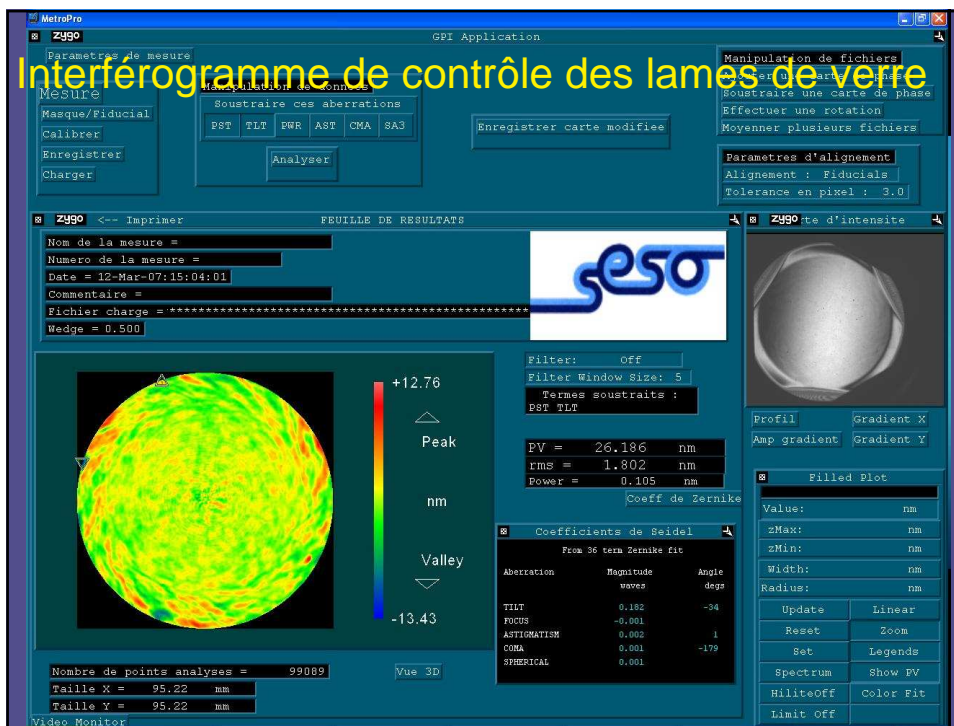 MetroPro
zygo GPI Application
Interférogramme de contrôle des lames de verre
Parametres de mesure
Mesure
Masque/Fiducial
Calibrer
Enregistrer
Charger
Manipulation de donnees
Soustraire ces aberrations
PST TLT PWR AST CMA SA3
Analyser
Enregistrer carte modifiee
Manipulation de fichiers
Ajouter une carte de phase
Soustraire une carte de phase
Effectuer une rotation
Moyenner plusieurs fichiers
Parametres d'alignement
Alignement : Fiducials
Tolerance en pixel : 3.0
zygo <-- Imprimer FEUILLE DE RESULTATS
Nom de la mesure =
Numero de la mesure =
Date = 12-Mar-07:15:04:01
Commentaire =
Fichier charge = **************************************************
Wedge = 0.500
seso
zygo rte d'intensite
+12.76
Peak
nm
Valley
-13.43
Filter: Off
Filter Window Size: 5
Termes soustraits :
PST TLT
PV = 26.186 nm
rms = 1.802 nm
Power = 0.105 nm
Coeff de Zernike
Coefficients de Seidel
From 36 term Zernike fit
Aberration Magnitude Angle
waves degs
TILT 0.182 -34
FOCUS -0.001
ASTIGMATISM 0.002 1
COMA 0.001 -179
SPHERICAL 0.001
Nombre de points analyses = 99089
Taille X = 95.22 mm
Taille Y = 95.22 mm
Vue 3D
Video Monitor
Profil Gradient X
Amp gradient Gradient Y
Filled Plot
Value: nm
zMax: nm
zMin: nm
Width: nm
Radius: nm
Update Linear
Reset Zoom
Set Legends
Spectrum Show PV
HiliteOff Color Fit
Limit Off